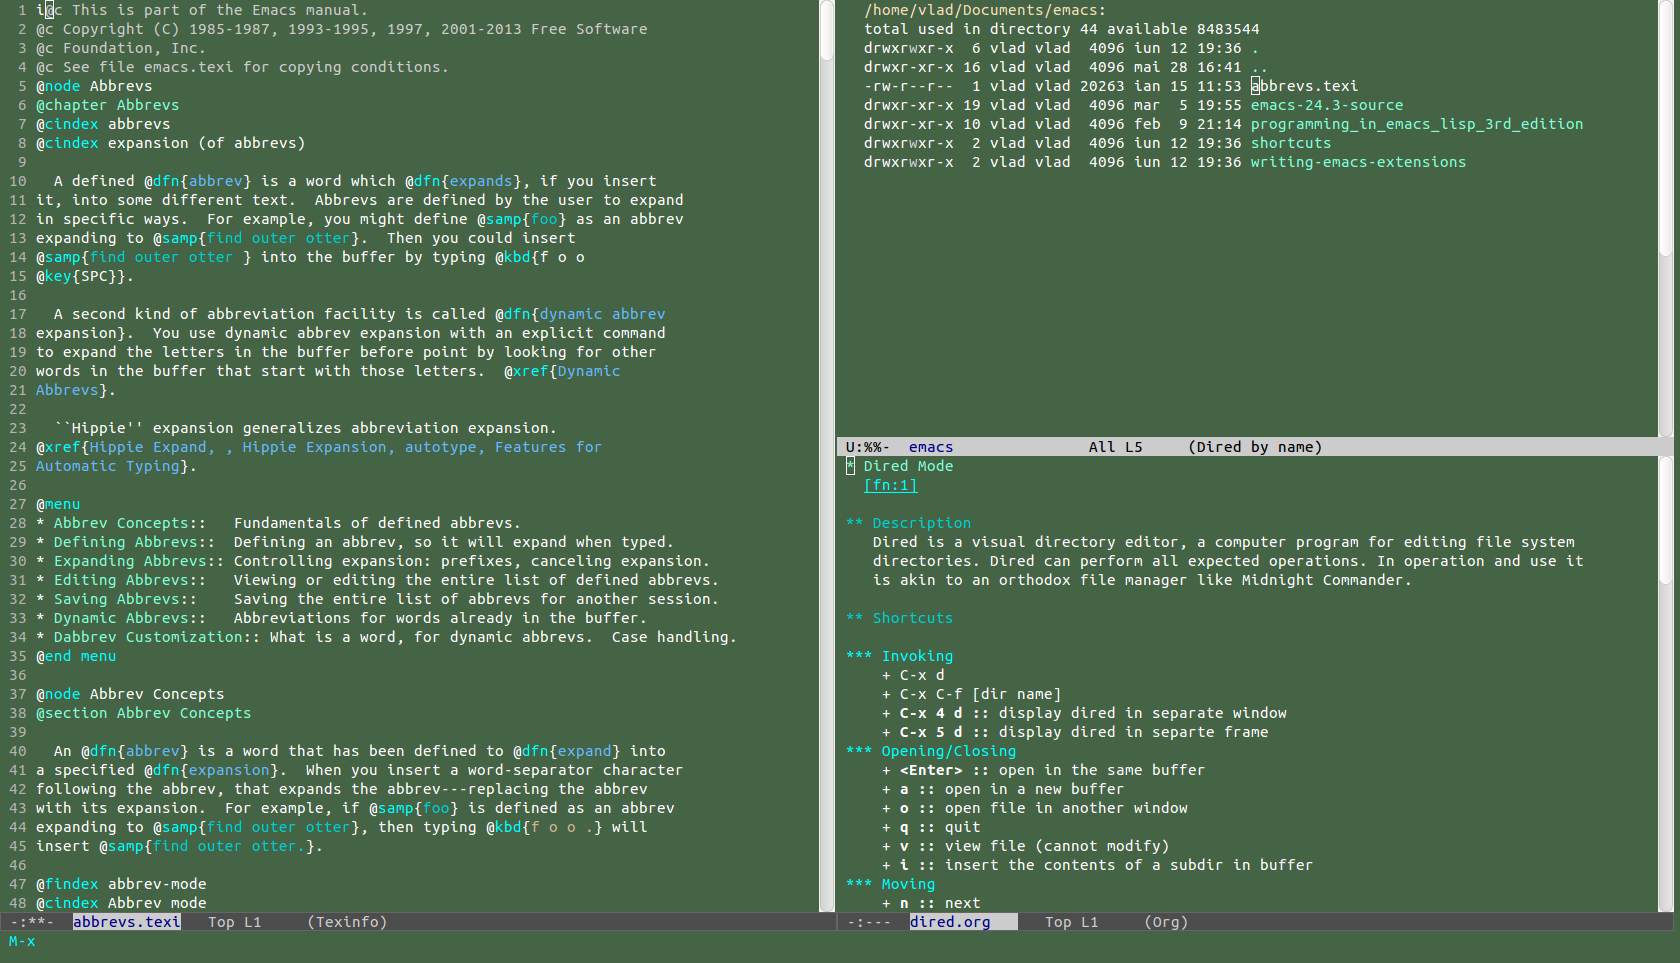 1 i@c This is part of the Emacs manual.
2 @c Copyright (C) 1985-1987, 1993-1995, 1997, 2001-2013 Free Software
3 @c Foundation, Inc.
4 @c See file emacs.texi for copying conditions.
5 @node Abbrevs
6 @chapter Abbrevs
7 @cindex abbrevs
8 @cindex expansion (of abbrevs)
9
10   A defined @dfn{abbrev} is a word which @dfn{expands}, if you insert
11 it, into some different text.  Abbrevs are defined by the user to expand
12 in specific ways.  For example, you might define @samp{foo} as an abbrev
13 expanding to @samp{find outer otter}.  Then you could insert
14 @samp{find outer otter } into the buffer by typing @kbd{f o o
15 @key{SPC}}.
16
17   A second kind of abbreviation facility is called @dfn{dynamic abbrev
18 expansion}.  You use dynamic abbrev expansion with an explicit command
19 to expand the letters in the buffer before point by looking for other
20 words in the buffer that start with those letters.  @xref{Dynamic
21 Abbrevs}.
22
23   ``Hippie'' expansion generalizes abbreviation expansion.
24 @xref{Hippie Expand, , Hippie Expansion, autotype, Features for
25 Automatic Typing}.
26
27 @menu
28 * Abbrev Concepts::   Fundamentals of defined abbrevs.
29 * Defining Abbrevs::  Defining an abbrev, so it will expand when typed.
30 * Expanding Abbrevs:: Controlling expansion: prefixes, canceling expansion.
31 * Editing Abbrevs::   Viewing or editing the entire list of defined abbrevs.
32 * Saving Abbrevs::    Saving the entire list of abbrevs for another session.
33 * Dynamic Abbrevs::   Abbreviations for words already in the buffer.
34 * Dabbrev Customization:: What is a word, for dynamic abbrevs.  Case handling.
35 @end menu
36
37 @node Abbrev Concepts
38 @section Abbrev Concepts
39
40   An @dfn{abbrev} is a word that has been defined to @dfn{expand} into
41 a specified @dfn{expansion}.  When you insert a word-separator character
42 following the abbrev, that expands the abbrev---replacing the abbrev
43 with its expansion.  For example, if @samp{foo} is defined as an abbrev
44 expanding to @samp{find outer otter}, then typing @kbd{f o o .} will
45 insert @samp{find outer otter.}.
46
47 @findex abbrev-mode
48 @cindex Abbrev mode
-:**-  abbrevs.texi   Top L1     (Texinfo)
M-x
/home/vlad/Documents/emacs:
total used in directory 44 available 8483544
drwxrwxr-x  6 vlad vlad  4096 iun 12 19:36 .
drwxr-xr-x 16 vlad vlad  4096 mai 28 16:41 ..
-rw-r--r--  1 vlad vlad 20263 ian 15 11:53 abbrevs.texi
drwxr-xr-x 19 vlad vlad  4096 mar  5 19:55 emacs-24.3-source
drwxr-xr-x 10 vlad vlad  4096 feb  9 21:14 programming_in_emacs_lisp_3rd_edition
drwxrwxr-x  2 vlad vlad  4096 iun 12 19:36 shortcuts
drwxrwxr-x  2 vlad vlad  4096 iun 12 19:36 writing-emacs-extensions
U:%%-  emacs               All L5     (Dired by name)
* Dired Mode
[fn:1]
** Description
Dired is a visual directory editor, a computer program for editing file system
directories. Dired can perform all expected operations. In operation and use it
is akin to an orthodox file manager like Midnight Commander.
** Shortcuts
*** Invoking
+ C-x d
+ C-x C-f [dir name]
+ C-x 4 d :: display dired in separate window
+ C-x 5 d :: display dired in separte frame
*** Opening/Closing
+ <Enter> :: open in the same buffer
+ a :: open in a new buffer
+ o :: open file in another window
+ q :: quit
+ v :: view file (cannot modify)
+ i :: insert the contents of a subdir in buffer
*** Moving
+ n :: next
-:---  dired.org      Top L1     (Org)